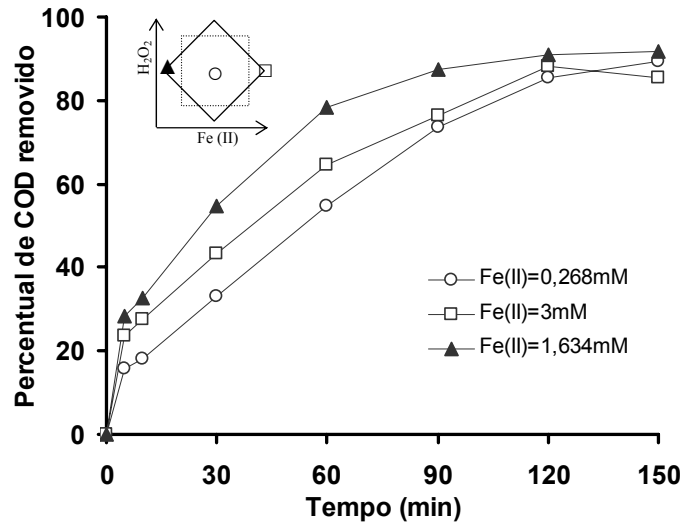 Percentual de COD removido
100
80
60
40
20
0
H₂O₂
Fe (II)
Fe(II)=0,268mM
Fe(II)=3mM
Fe(II)=1,634mM
0 30 60 90 120 150
Tempo (min)